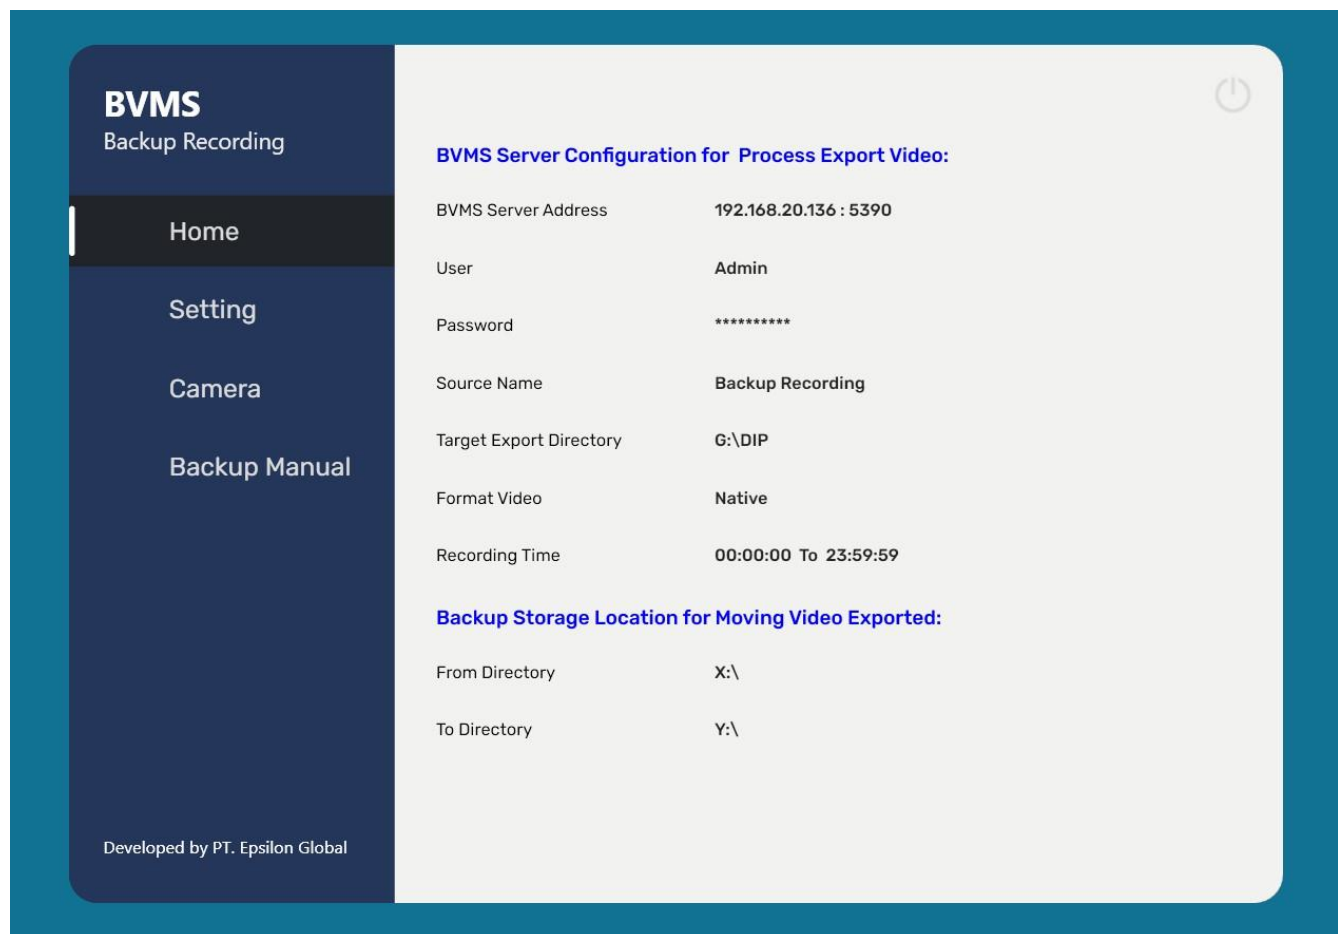 BVMS
Backup Recording
Home
Setting
Camera
Backup Manual
Developed by PT. Epsilon Global
BVMS Server Configuration for Process Export Video:
BVMS Server Address 192.168.20.136 : 5390
User Admin
Password **********
Source Name Backup Recording
Target Export Directory G:\DIP
Format Video Native
Recording Time 00:00:00 To 23:59:59
Backup Storage Location for Moving Video Exported:
From Directory X:\
To Directory Y:\